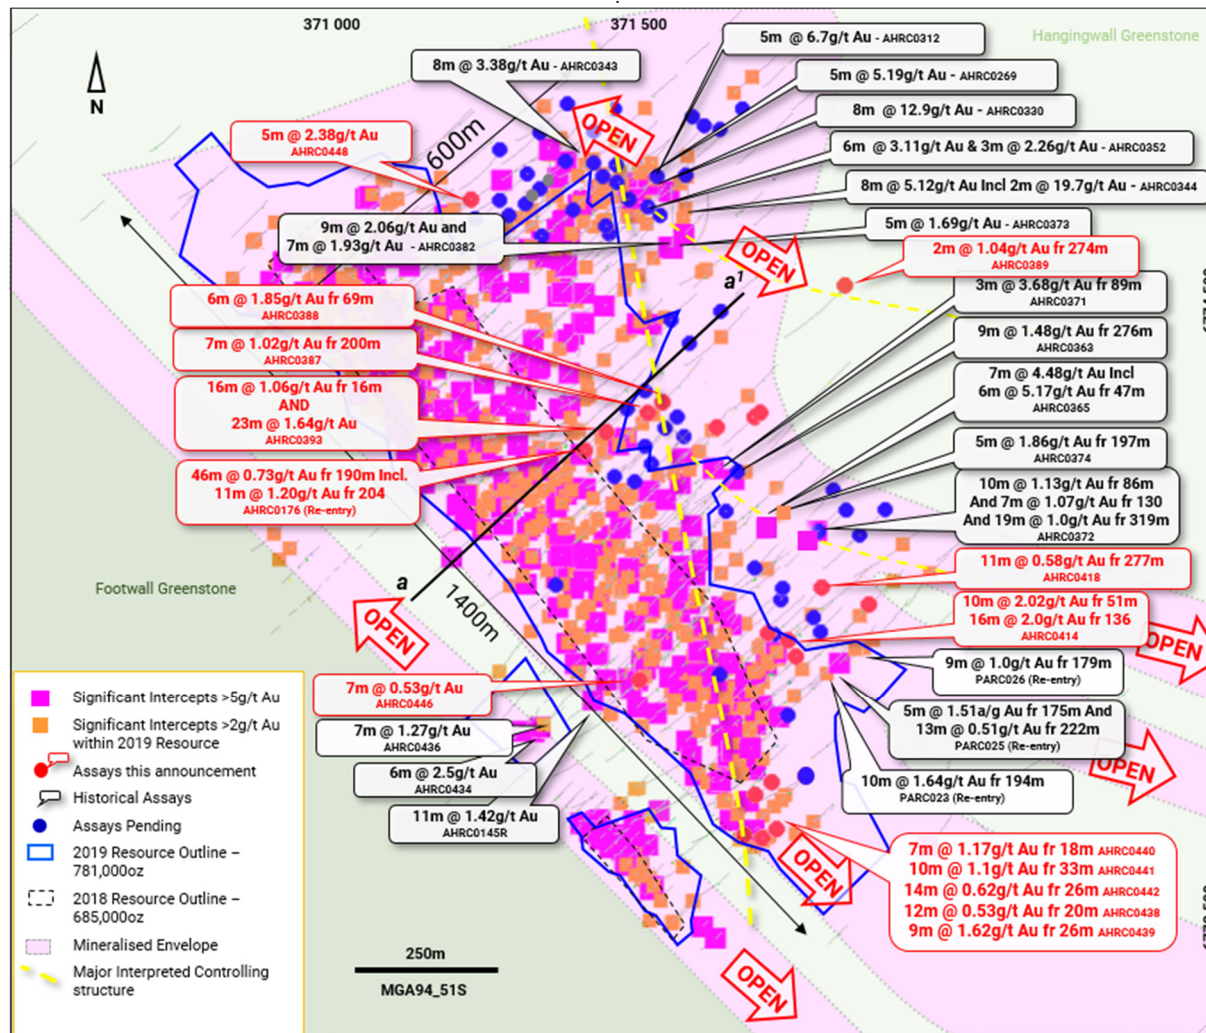 371 000
371 500
Hangingwall Greenstone
N
5m @ 6.7g/t Au - AHRC0312
8m @ 3.38g/t Au - AHRC0343
5m @ 5.19g/t Au - AHRC0269
8m @ 12.9g/t Au - AHRC0330
6m @ 3.11g/t Au & 3m @ 2.26g/t Au - AHRC0352
8m @ 5.12g/t Au Incl 2m @ 19.7g/t Au - AHRC0344
5m @ 1.69g/t Au - AHRC0373
OPEN
600m
5m @ 2.38g/t Au
AHRC0448
9m @ 2.06g/t Au and
7m @ 1.93g/t Au - AHRC0382
OPEN
2m @ 1.04g/t Au fr 274m
AHRC0389
a¹
3m @ 3.68g/t Au fr 89m
AHRC0371
6m @ 1.85g/t Au fr 69m
AHRC0388
9m @ 1.48g/t Au fr 276m
AHRC0363
7m @ 1.02g/t Au fr 200m
AHRC0387
7m @ 4.48g/t Au Incl
6m @ 5.17g/t Au fr 47m
AHRC0365
16m @ 1.06g/t Au fr 16m
AND
23m @ 1.64g/t Au
AHRC0393
5m @ 1.86g/t Au fr 197m
AHRC0374
46m @ 0.73g/t Au fr 190m Incl.
11m @ 1.20g/t Au fr 204
AHRC0176 (Re-entry)
10m @ 1.13g/t Au fr 86m
And 7m @ 1.07g/t Au fr 130
And 19m @ 1.0g/t Au fr 319m
AHRC0372
11m @ 0.58g/t Au fr 277m
AHRC0418
Footwall Greenstone
a
1400m
OPEN
10m @ 2.02g/t Au fr 51m
16m @ 2.0g/t Au fr 136
AHRC0414
OPEN
9m @ 1.0g/t Au fr 179m
PARC026 (Re-entry)
7m @ 0.53g/t Au
AHRC0446
5m @ 1.51a/g Au fr 175m And
13m @ 0.51g/t Au fr 222m
PARC025 (Re-entry)
7m @ 1.27g/t Au
AHRC0436
OPEN
6m @ 2.5g/t Au
AHRC0434
10m @ 1.64g/t Au fr 194m
PARC023 (Re-entry)
11m @ 1.42g/t Au
AHRC0145R
OPEN
7m @ 1.17g/t Au fr 18m AHRC0440
10m @ 1.1g/t Au fr 33m AHRC0441
14m @ 0.62g/t Au fr 26m AHRC0442
12m @ 0.53g/t Au fr 20m AHRC0438
9m @ 1.62g/t Au fr 26m AHRC0439
OPEN
250m
MGA94_51S
Significant Intercepts >5g/t Au
Significant Intercepts >2g/t Au
within 2019 Resource
Assays this announcement
Historical Assays
Assays Pending
2019 Resource Outline –
781,000oz
2018 Resource Outline –
685,000oz
Mineralised Envelope
Major Interpreted Controlling
structure